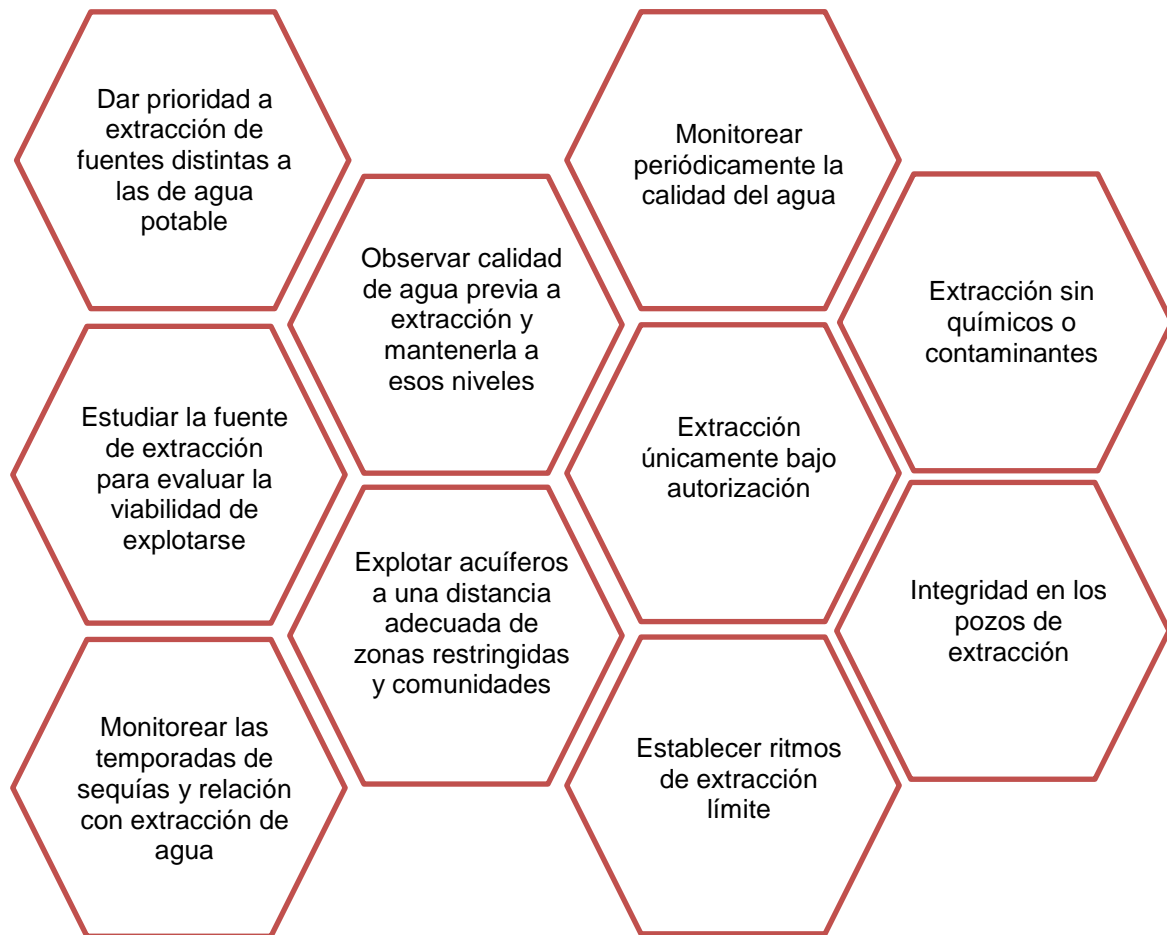 Dar prioridad a
extracción de
fuentes distintas a
las de agua
potable
Monitorear
periódicamente la
calidad del agua
Observar calidad
de agua previa a
extracción y
mantenerla a
esos niveles
Extracción sin
químicos o
contaminantes
Estudiar la fuente
de extracción
para evaluar la
viabilidad de
explotarse
Extracción
únicamente bajo
autorización
Explotar acuíferos
a una distancia
adecuada de
zonas restringidas
y comunidades
Integridad en los
pozos de
extracción
Monitorear las
temporadas de
sequías y relación
con extracción de
agua
Establecer ritmos
de extracción
límite